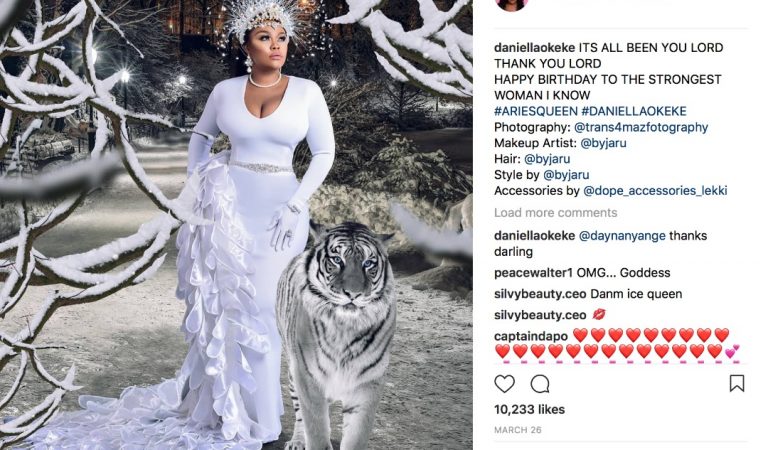 daniellaokeke ITS ALL BEEN YOU LORD
THANK YOU LORD
HAPPY BIRTHDAY TO THE STRONGEST
WOMAN I KNOW
#ARIESQUEEN #DANIELLAOKEKE
Photography: @trans4mazfotography
Makeup Artist: @byjaru
Hair: @byjaru
Style by @byjaru
Accessories by @dope_accessories_lekki
Load more comments
daniellaokeke @daynanyange thanks
darling
peacewalter1 OMG... Goddess
silvybeauty.ceo Danm ice queen
silvybeauty.ceo 💋
captaindapo ❤️❤️❤️❤️❤️❤️❤️❤️❤️
❤️❤️❤️❤️❤️❤️❤️❤️❤️❤️❤️❤️❤️💕
10,233 likes
MARCH 26